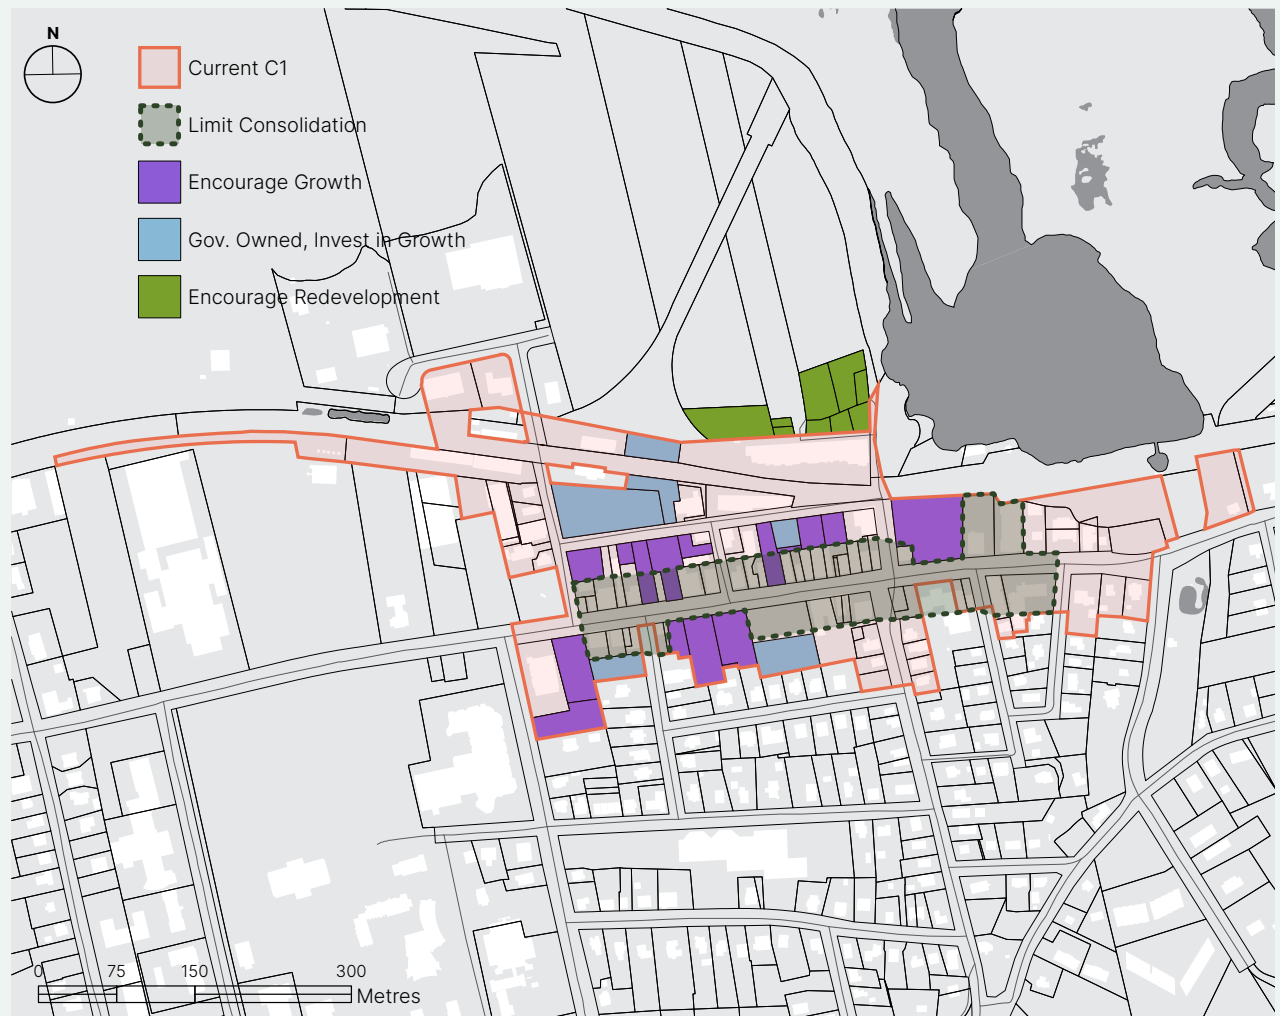 N
Current C1
Limit Consolidation
Encourage Growth
Gov. Owned, Invest in Growth
Encourage Redevelopment
0 75 150 300
Metres